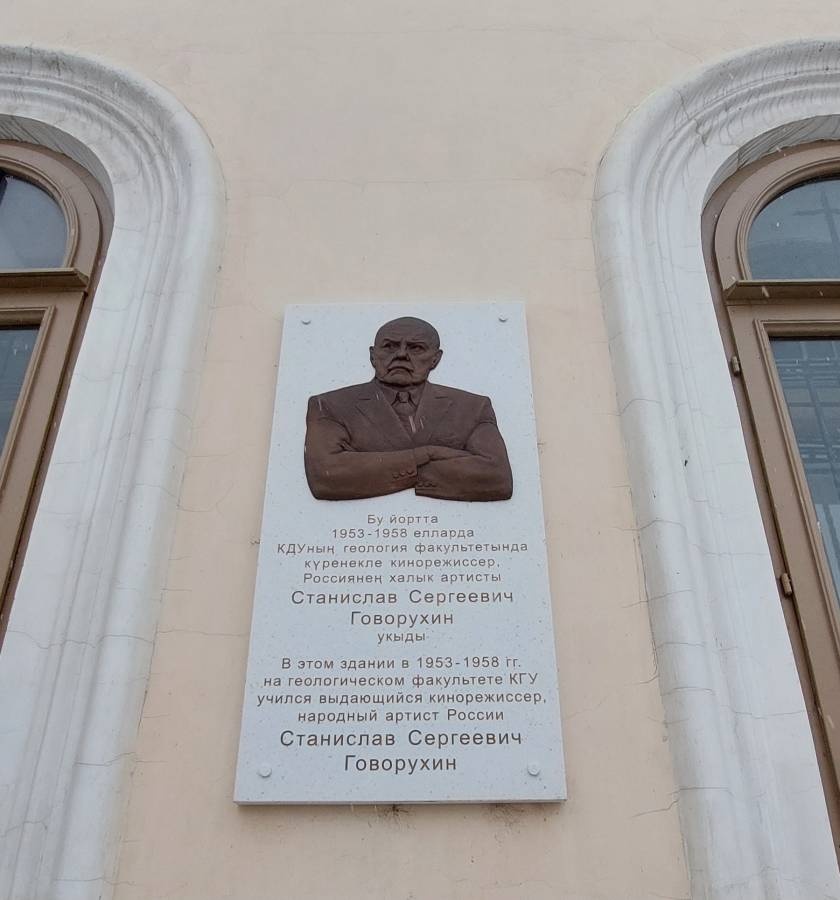 Бу йортта
1953-1958 елларда
КДУның геология факультетында
күренекле кинорежиссер,
Россиянең халык артисты
Станислав Сергеевич
Говорухин
укыды
В этом здании в 1953-1958 гг.
на геологическом факультете КГУ
учился выдающийся кинорежиссер,
народный артист России
Станислав Сергеевич
Говорухин